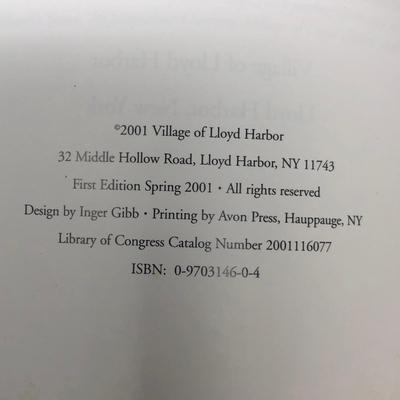 ©2001 Village of Lloyd Harbor
32 Middle Hollow Road, Lloyd Harbor, NY 11743
First Edition Spring 2001 · All rights reserved
Design by Inger Gibb · Printing by Avon Press, Hauppauge, NY
Library of Congress Catalog Number 2001116077
ISBN: 0-9703146-0-4